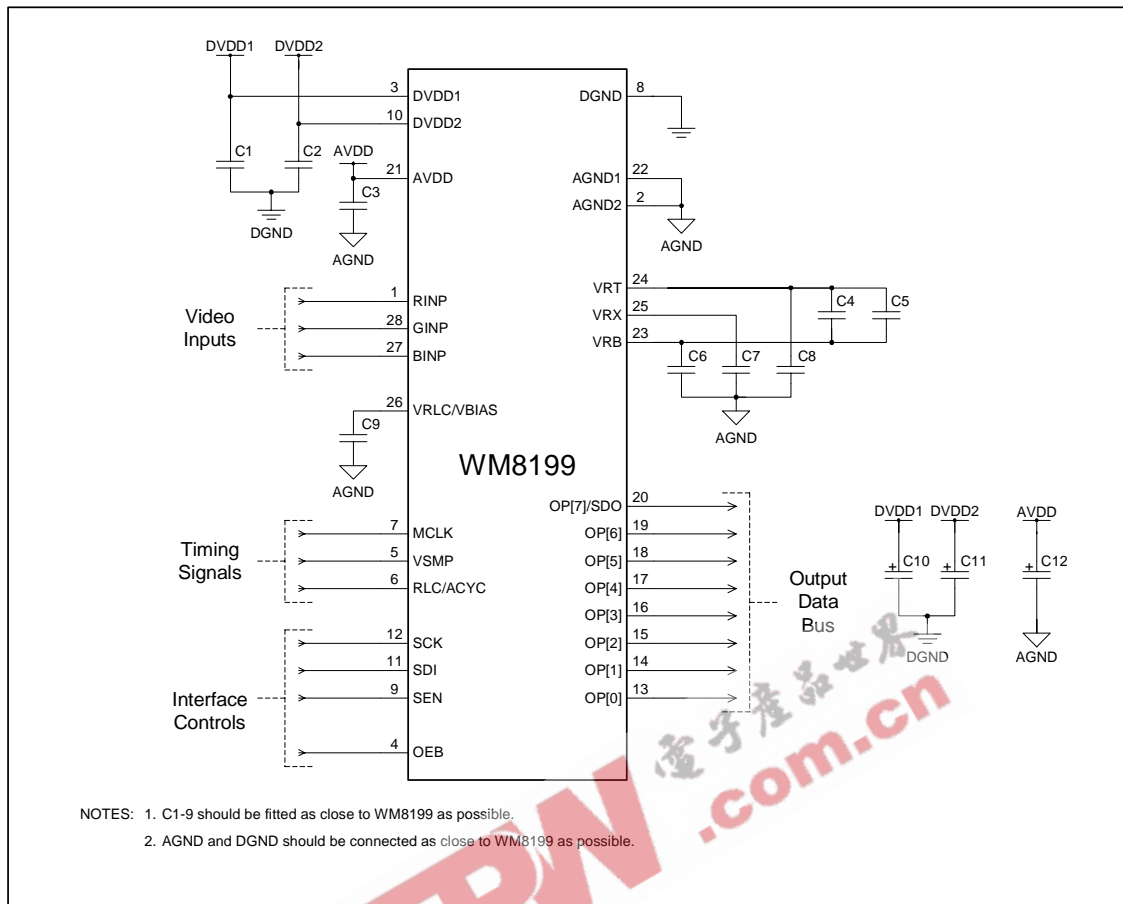 DVDD1 DVDD2
3 DVDD1
10 DVDD2
C1 C2
DGND
AVDD
21 AVDD
C3
AGND
DGND 8
AGND1 22
AGND2 2
AGND
Video
Inputs
1 RINP
28 GINP
27 BINP
VRT 24
VRX 25
VRB 23
C4 C5
C6 C7 C8
AGND
26 VRLC/VBIAS
C9
AGND
WM8199
Timing
Signals
7 MCLK
5 VSMP
6 RLC/ACYC
Interface
Controls
12 SCK
11 SDI
9 SEN
4 OEB
OP[7]/SDO 20
OP[6] 19
OP[5] 18
OP[4] 17
OP[3] 16
OP[2] 15
OP[1] 14
OP[0] 13
Output
Data
Bus
DVDD1 DVDD2 AVDD
+ C10 + C11 + C12
DGND AGND
電子產品世界
.com.cn
NOTES: 1. C1-9 should be fitted as close to WM8199 as possible.
2. AGND and DGND should be connected as close to WM8199 as possible.